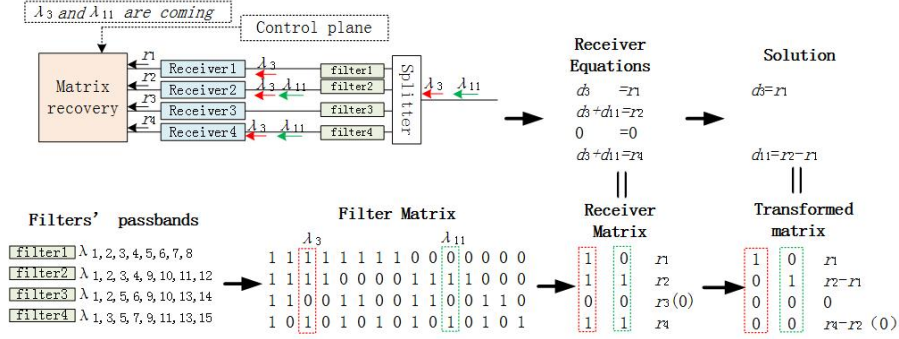 λ3 and λ11 are coming
Control plane
Matrix recovery
r1
r2
r3
r4
Receiver1
Receiver2
Receiver3
Receiver4
λ3
λ3 λ11
λ3 λ11
filter1
filter2
filter3
filter4
Splitter
λ3 λ11
Receiver
Equations
d3 =r1
d3+d11=r2
0 =0
d3+d11=r4
Solution
d3=r1
d11=r2-r1
Filters' passbands
filter1 λ 1,2,3,4,5,6,7,8
filter2 λ 1,2,3,4,9,10,11,12
filter3 λ 1,2,5,6,9,10,13,14
filter4 λ 1,3,5,7,9,11,13,15
Filter Matrix
λ3 λ11
1 1 1 1 1 1 1 1 0 0 0 0 0 0 0
1 1 1 1 0 0 0 0 1 1 1 1 0 0 0
1 1 0 0 1 1 0 0 1 1 0 0 1 1 0
1 0 1 0 1 0 1 0 1 0 1 0 1 0 1
Receiver
Matrix
1 0 r1
1 1 r2
0 0 r3(0)
1 1 r4
Transformed
matrix
1 0 r1
0 1 r2-r1
0 0 0
0 0 r4-r2 (0)